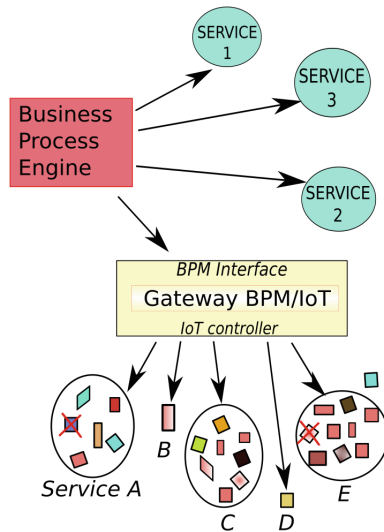 SERVICE
1
SERVICE
3
Business
Process
Engine
SERVICE
2
BPM Interface
Gateway BPM/IoT
IoT controller
Service A
B
C
D
E